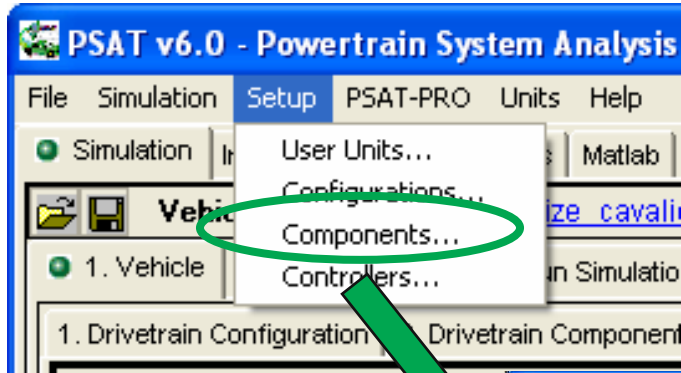 PSAT v6.0 - Powertrain System Analysis
File Simulation Setup PSAT-PRO Units Help
Simulation Matlab
User Units...
Configurations...
Components...
Controllers...
1. Vehicle Simulatio
1. Drivetrain Configuration Drivetrain Component